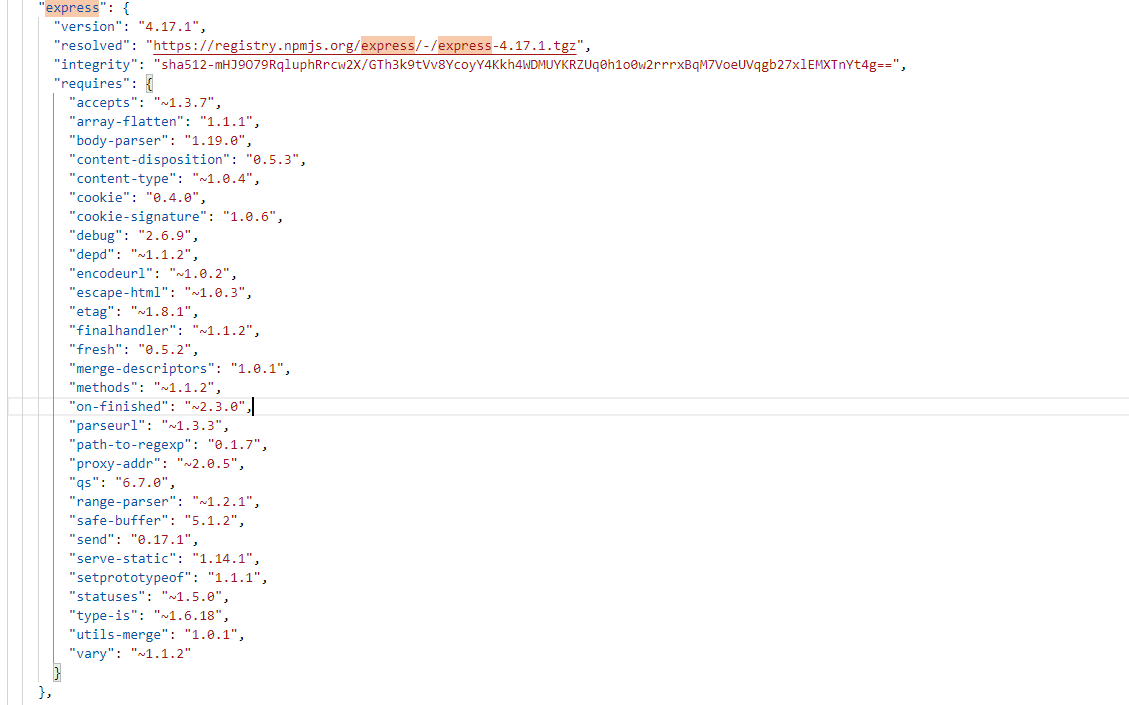 "express": {
"version": "4.17.1",
"resolved": "https://registry.npmjs.org/express/-/express-4.17.1.tgz",
"integrity": "sha512-mHJ9O79RqluphRrcw2X/GTh3k9tVv8YcoyY4Kkh4WDMUYKRZUq0h1o0w2rrrxBqM7VoeUVqgb27xlEMXTnYt4g==",
"requires": {
"accepts": "~1.3.7",
"array-flatten": "1.1.1",
"body-parser": "1.19.0",
"content-disposition": "0.5.3",
"content-type": "~1.0.4",
"cookie": "0.4.0",
"cookie-signature": "1.0.6",
"debug": "2.6.9",
"depd": "~1.1.2",
"encodeurl": "~1.0.2",
"escape-html": "~1.0.3",
"etag": "~1.8.1",
"finalhandler": "~1.1.2",
"fresh": "0.5.2",
"merge-descriptors": "1.0.1",
"methods": "~1.1.2",
"on-finished": "~2.3.0",
"parseurl": "~1.3.3",
"path-to-regexp": "0.1.7",
"proxy-addr": "~2.0.5",
"qs": "6.7.0",
"range-parser": "~1.2.1",
"safe-buffer": "5.1.2",
"send": "0.17.1",
"serve-static": "1.14.1",
"setprototypeof": "1.1.1",
"statuses": "~1.5.0",
"type-is": "~1.6.18",
"utils-merge": "1.0.1",
"vary": "~1.1.2"
}
},